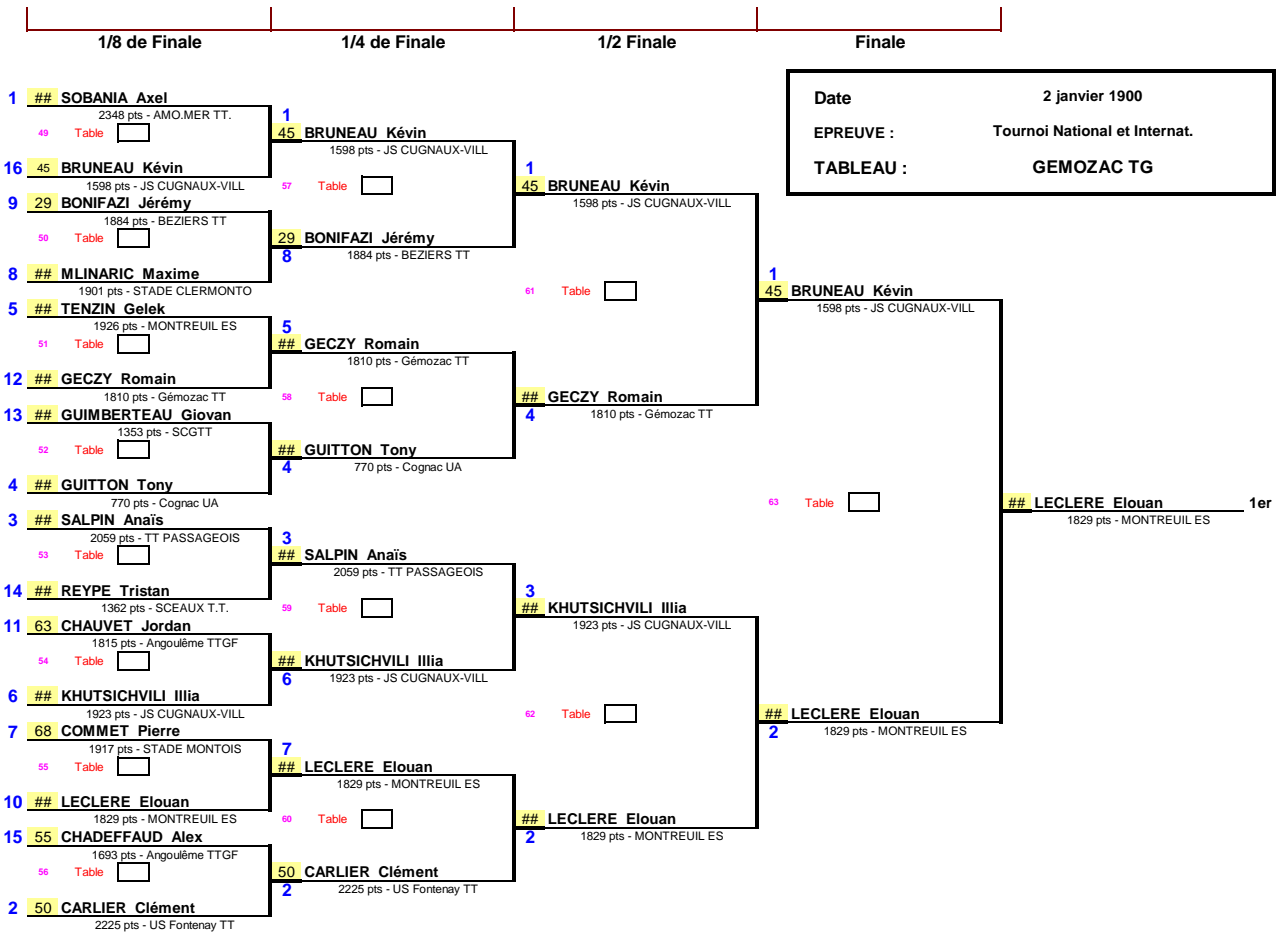 1/8 de Finale 1/4 de Finale 1/2 Finale Finale
Date 2 janvier 1900
EPREUVE : Tournoi National et Internat.
TABLEAU : GEMOZAC TG
1 ## SOBANIA Axel
2348 pts - AMO.MER TT.
49 Table
16 45 BRUNEAU Kévin
1598 pts - JS CUGNAUX-VILL
9 29 BONIFAZI Jérémy
1884 pts - BEZIERS TT
50 Table
8 ## MLINARIC Maxime
1901 pts - STADE CLERMONTO
5 ## TENZIN Gelek
1926 pts - MONTREUIL ES
51 Table
12 ## GECZY Romain
1810 pts - Gémozac TT
13 ## GUIMBERTEAU Giovan
1353 pts - SCGTT
52 Table
4 ## GUITTON Tony
770 pts - Cognac UA
3 ## SALPIN Anaïs
2059 pts - TT PASSAGEOIS
53 Table
14 ## REYPE Tristan
1362 pts - SCEAUX T.T.
11 63 CHAUVET Jordan
1815 pts - Angoulême TTGF
54 Table
6 ## KHUTSICHVILI Illia
1923 pts - JS CUGNAUX-VILL
7 68 COMMET Pierre
1917 pts - STADE MONTOIS
55 Table
10 ## LECLERE Elouan
1829 pts - MONTREUIL ES
15 55 CHADEFFAUD Alex
1693 pts - Angoulême TTGF
56 Table
2 50 CARLIER Clément
2225 pts - US Fontenay TT
1
45 BRUNEAU Kévin
1598 pts - JS CUGNAUX-VILL
57 Table
29 BONIFAZI Jérémy
8 1884 pts - BEZIERS TT
5
## GECZY Romain
1810 pts - Gémozac TT
58 Table
## GUITTON Tony
4 770 pts - Cognac UA
3
## SALPIN Anaïs
2059 pts - TT PASSAGEOIS
59 Table
## KHUTSICHVILI Illia
6 1923 pts - JS CUGNAUX-VILL
7
## LECLERE Elouan
1829 pts - MONTREUIL ES
60 Table
50 CARLIER Clément
2 2225 pts - US Fontenay TT
1
45 BRUNEAU Kévin
1598 pts - JS CUGNAUX-VILL
61 Table
## GECZY Romain
4 1810 pts - Gémozac TT
3
## KHUTSICHVILI Illia
1923 pts - JS CUGNAUX-VILL
62 Table
## LECLERE Elouan
2 1829 pts - MONTREUIL ES
1
45 BRUNEAU Kévin
1598 pts - JS CUGNAUX-VILL
63 Table
## LECLERE Elouan
2 1829 pts - MONTREUIL ES
## LECLERE Elouan 1er
1829 pts - MONTREUIL ES